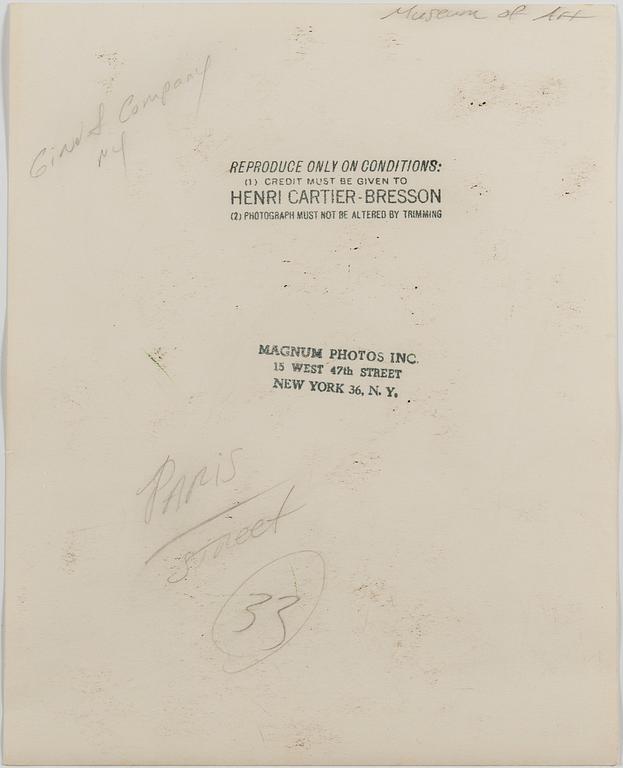 Museum of Art
Ginn & Company
NY
REPRODUCE ONLY ON CONDITIONS:
(1) CREDIT MUST BE GIVEN TO
HENRI CARTIER-BRESSON
(2) PHOTOGRAPH MUST NOT BE ALTERED BY TRIMMING
MAGNUM PHOTOS INC.
15 WEST 47th STREET
NEW YORK 36, N. Y.
PARIS
STREET
33